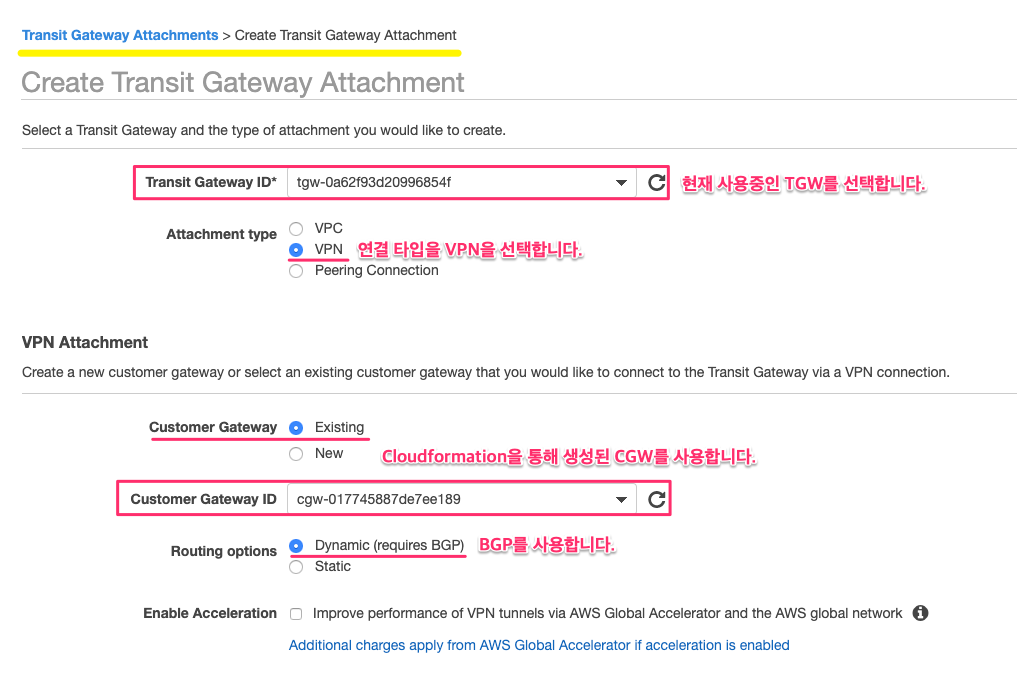 Transit Gateway Attachments > Create Transit Gateway Attachment
Create Transit Gateway Attachment
Select a Transit Gateway and the type of attachment you would like to create.
Transit Gateway ID* tgw-0a62f93d20996854f 현재 사용중인 TGW를 선택합니다.
Attachment type VPC
VPN 연결 타입을 VPN을 선택합니다.
Peering Connection
VPN Attachment
Create a new customer gateway or select an existing customer gateway that you would like to connect to the Transit Gateway via a VPN connection.
Customer Gateway Existing
New
Cloudformation을 통해 생성된 CGW를 사용합니다.
Customer Gateway ID cgw-017745887de7ee189
Routing options Dynamic (requires BGP) BGP를 사용합니다.
Static
Enable Acceleration Improve performance of VPN tunnels via AWS Global Accelerator and the AWS global network
Additional charges apply from AWS Global Accelerator if acceleration is enabled